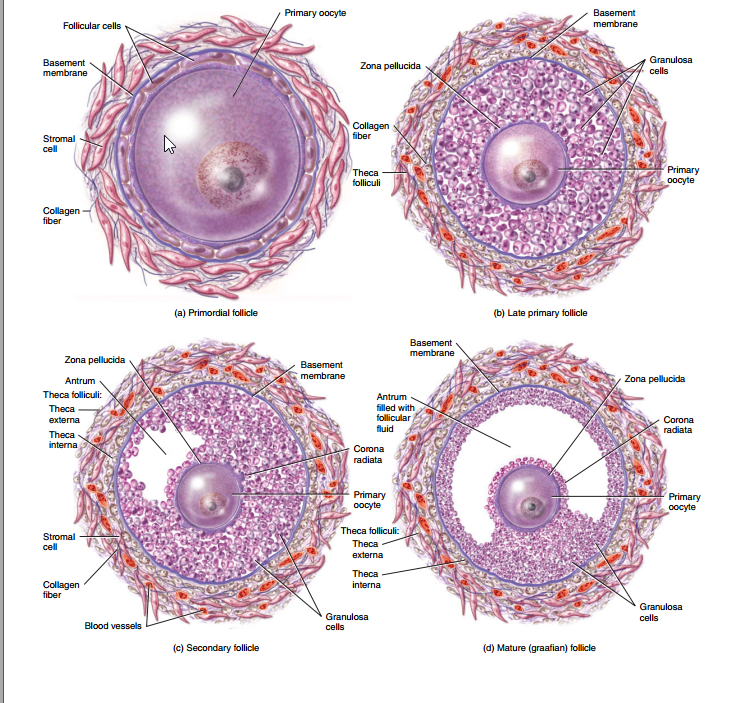 Primary oocyte
Follicular cells
Basement
membrane
Stromal
cell
Collagen
fiber
(a) Primordial follicle
Basement
membrane
Zona pellucida
Granulosa
cells
Collagen
fiber
Theca
folliculi
Primary
oocyte
(b) Late primary follicle
Zona pellucida
Antrum
Theca folliculi:
Theca
externa
Theca
interna
Basement
membrane
Corona
radiata
Primary
oocyte
Stromal
cell
Collagen
fiber
Blood vessels
Granulosa
cells
(c) Secondary follicle
Basement
membrane
Zona pellucida
Antrum
filled with
follicular
fluid
Corona
radiata
Primary
oocyte
Theca folliculi:
Theca
externa
Theca
interna
Granulosa
cells
(d) Mature (graafian) follicle